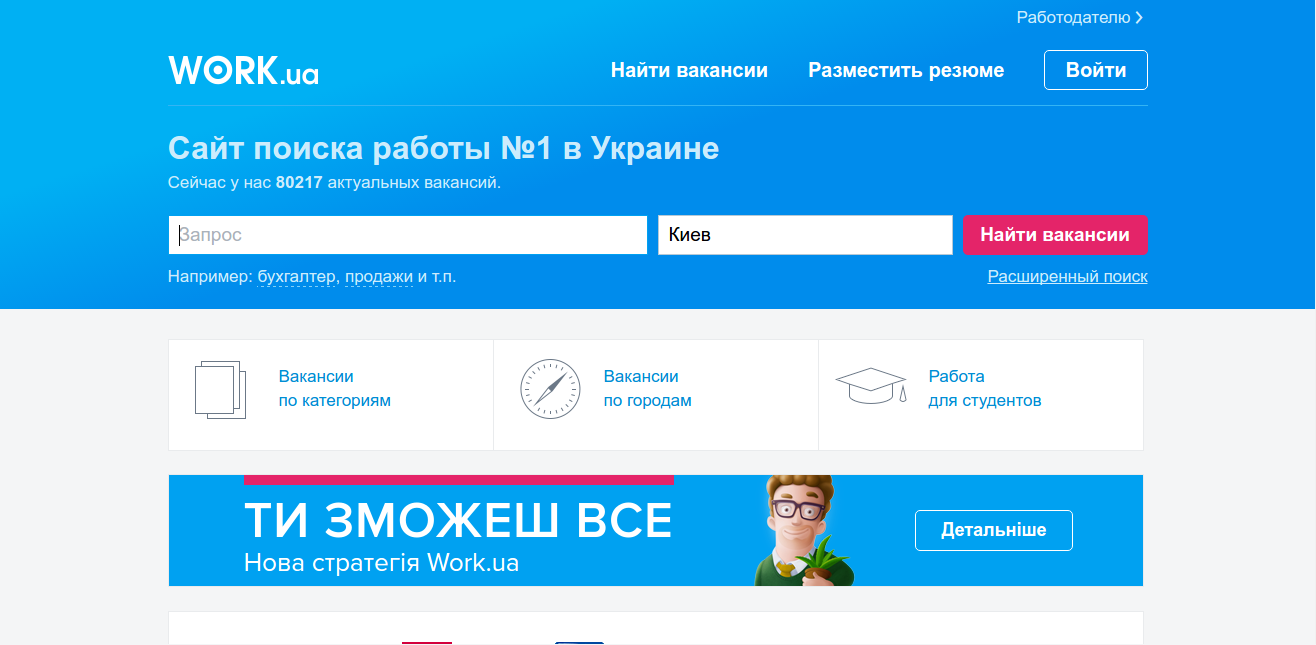 Работодателю
WORK.ua
Найти вакансии
Разместить резюме
Войти
Сайт поиска работы №1 в Украине
Сейчас у нас 80217 актуальных вакансий.
Запрос
Киев
Найти вакансии
Например: бухгалтер, продажи и т.п.
Расширенный поиск
Вакансии
по категориям
Вакансии
по городам
Работа
для студентов
ТИ ЗМОЖЕШ ВСЕ
Нова стратегія Work.ua
Детальніше